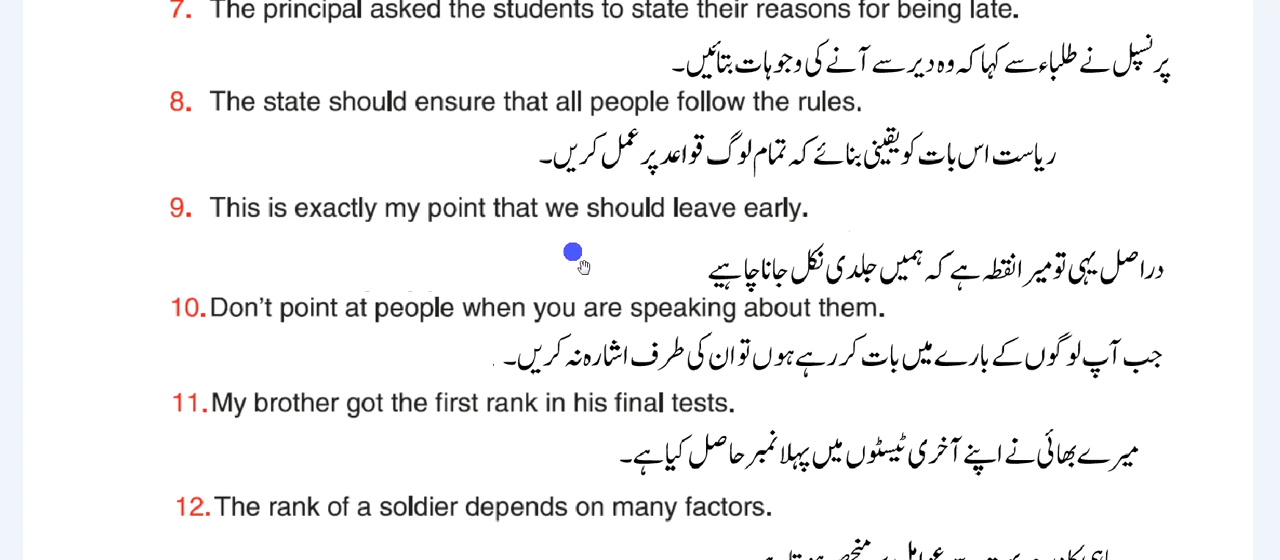 7. The principal asked the students to state their reasons for being late.
پرنسپل نے طلباء سے کہا کہ وہ دیر سے آنے کی وجوہات بتائیں۔
8. The state should ensure that all people follow the rules.
ریاست اس بات کو یقینی بنائے کہ تمام لوگ قواعد پر عمل کریں۔
9. This is exactly my point that we should leave early.
دراصل یہی تو میرا نقطہ ہے کہ ہمیں جلدی نکل جانا چاہیے
10. Don't point at people when you are speaking about them.
جب آپ لوگوں کے بارے میں بات کر رہے ہوں تو ان کی طرف اشارہ نہ کریں۔
11. My brother got the first rank in his final tests.
میرے بھائی نے اپنے آخری ٹیسٹوں میں پہلا نمبر حاصل کیا ہے۔
12. The rank of a soldier depends on many factors.